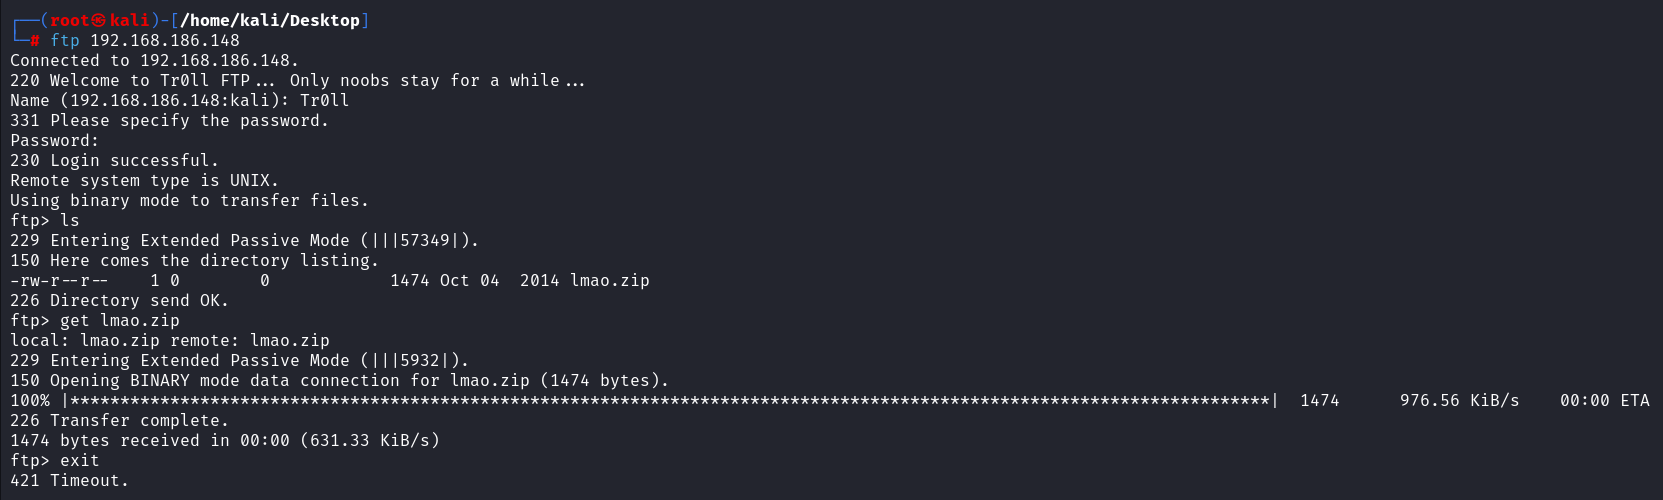 ┌──(root㉿kali)-[/home/kali/Desktop]
└─# ftp 192.168.186.148
Connected to 192.168.186.148.
220 Welcome to Tr0ll FTP... Only noobs stay for a while...
Name (192.168.186.148:kali): Tr0ll
331 Please specify the password.
Password:
230 Login successful.
Remote system type is UNIX.
Using binary mode to transfer files.
ftp> ls
229 Entering Extended Passive Mode (|||57349|).
150 Here comes the directory listing.
-rw-r--r--    1 0        0            1474 Oct 04  2014 lmao.zip
226 Directory send OK.
ftp> get lmao.zip
local: lmao.zip remote: lmao.zip
229 Entering Extended Passive Mode (|||5932|).
150 Opening BINARY mode data connection for lmao.zip (1474 bytes).
100% |************************************************************************************************************************|  1474      976.56 KiB/s    00:00 ETA
226 Transfer complete.
1474 bytes received in 00:00 (631.33 KiB/s)
ftp> exit
421 Timeout.